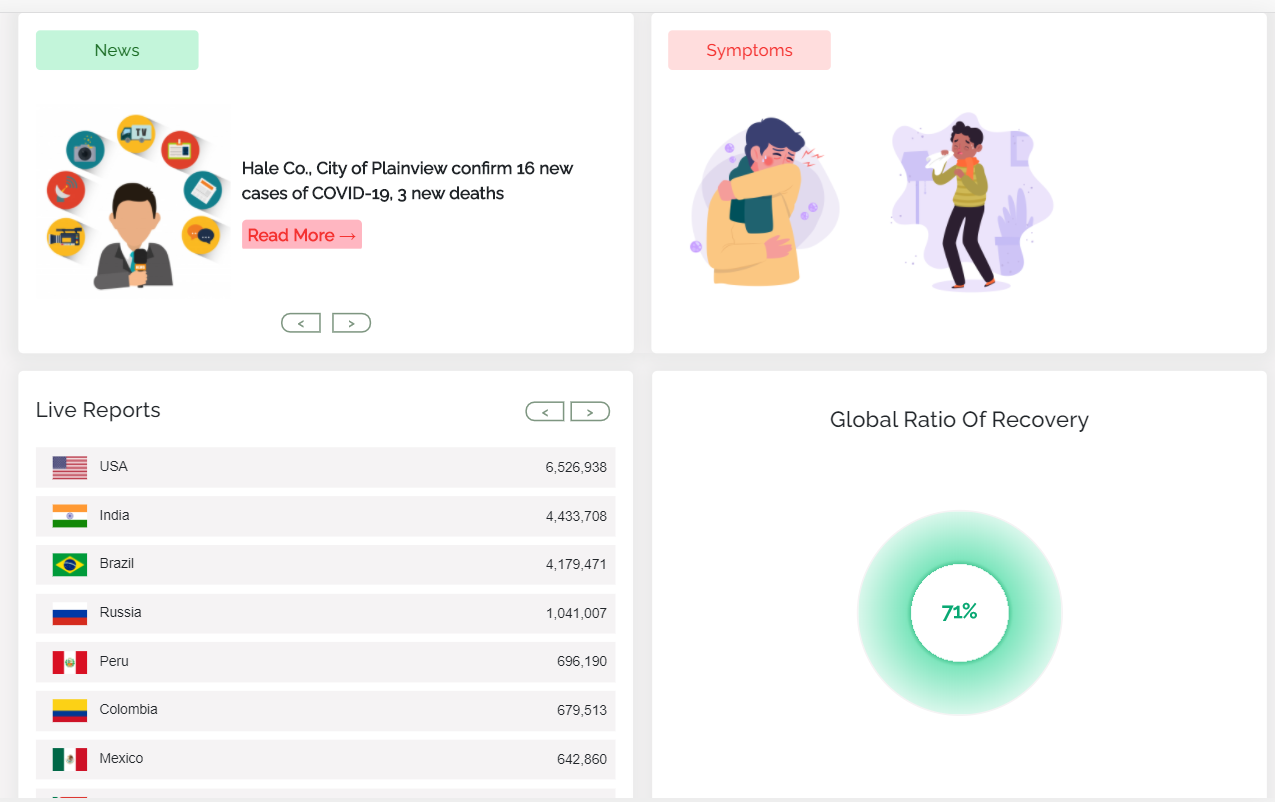 News
TV
Hale Co., City of Plainview confirm 16 new
cases of COVID-19, 3 new deaths
Read More →
< >
Symptoms
Live Reports
< >
USA 6,526,938
India 4,433,708
Brazil 4,179,471
Russia 1,041,007
Peru 696,190
Colombia 679,513
Mexico 642,860
Global Ratio Of Recovery
71%